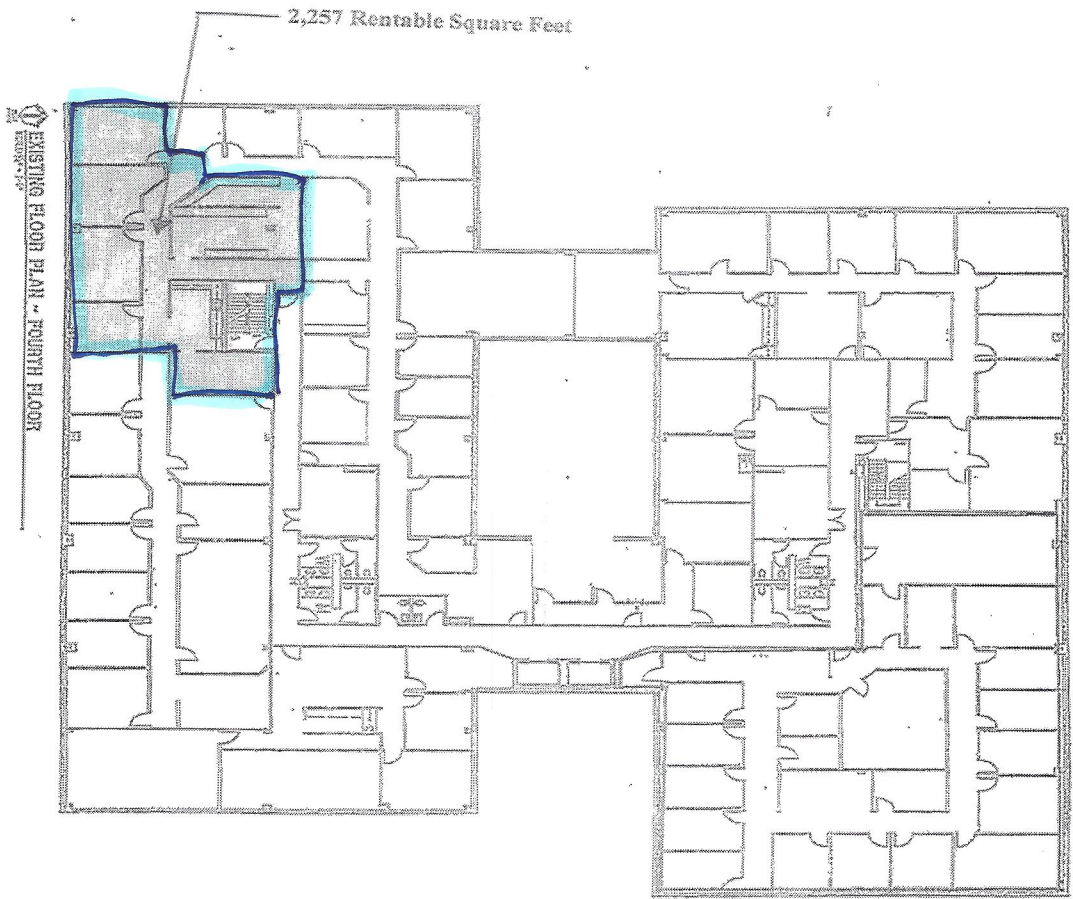 2,257 Rentable Square Feet
EXISTING FLOOR PLAN ~ FOURTH FLOOR